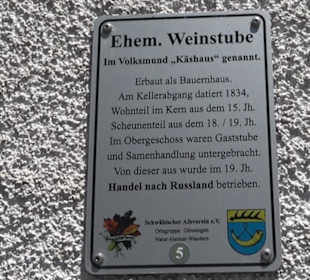 Ehem. Weinstube
Im Volksmund „Käshaus" genannt.
Erbaut als Bauernhaus.
Am Kellerabgang datiert 1834,
Wohnteil im Kern aus dem 15. Jh.
Scheunenteil aus dem 18. / 19. Jh.
Im Obergeschoss waren Gaststube
und Samenhandlung untergebracht.
Von dieser aus wurde im 19. Jh.
Handel nach Russland betrieben.
Schwäbischer Albverein e.V.
Ortsgruppe Gönningen
5